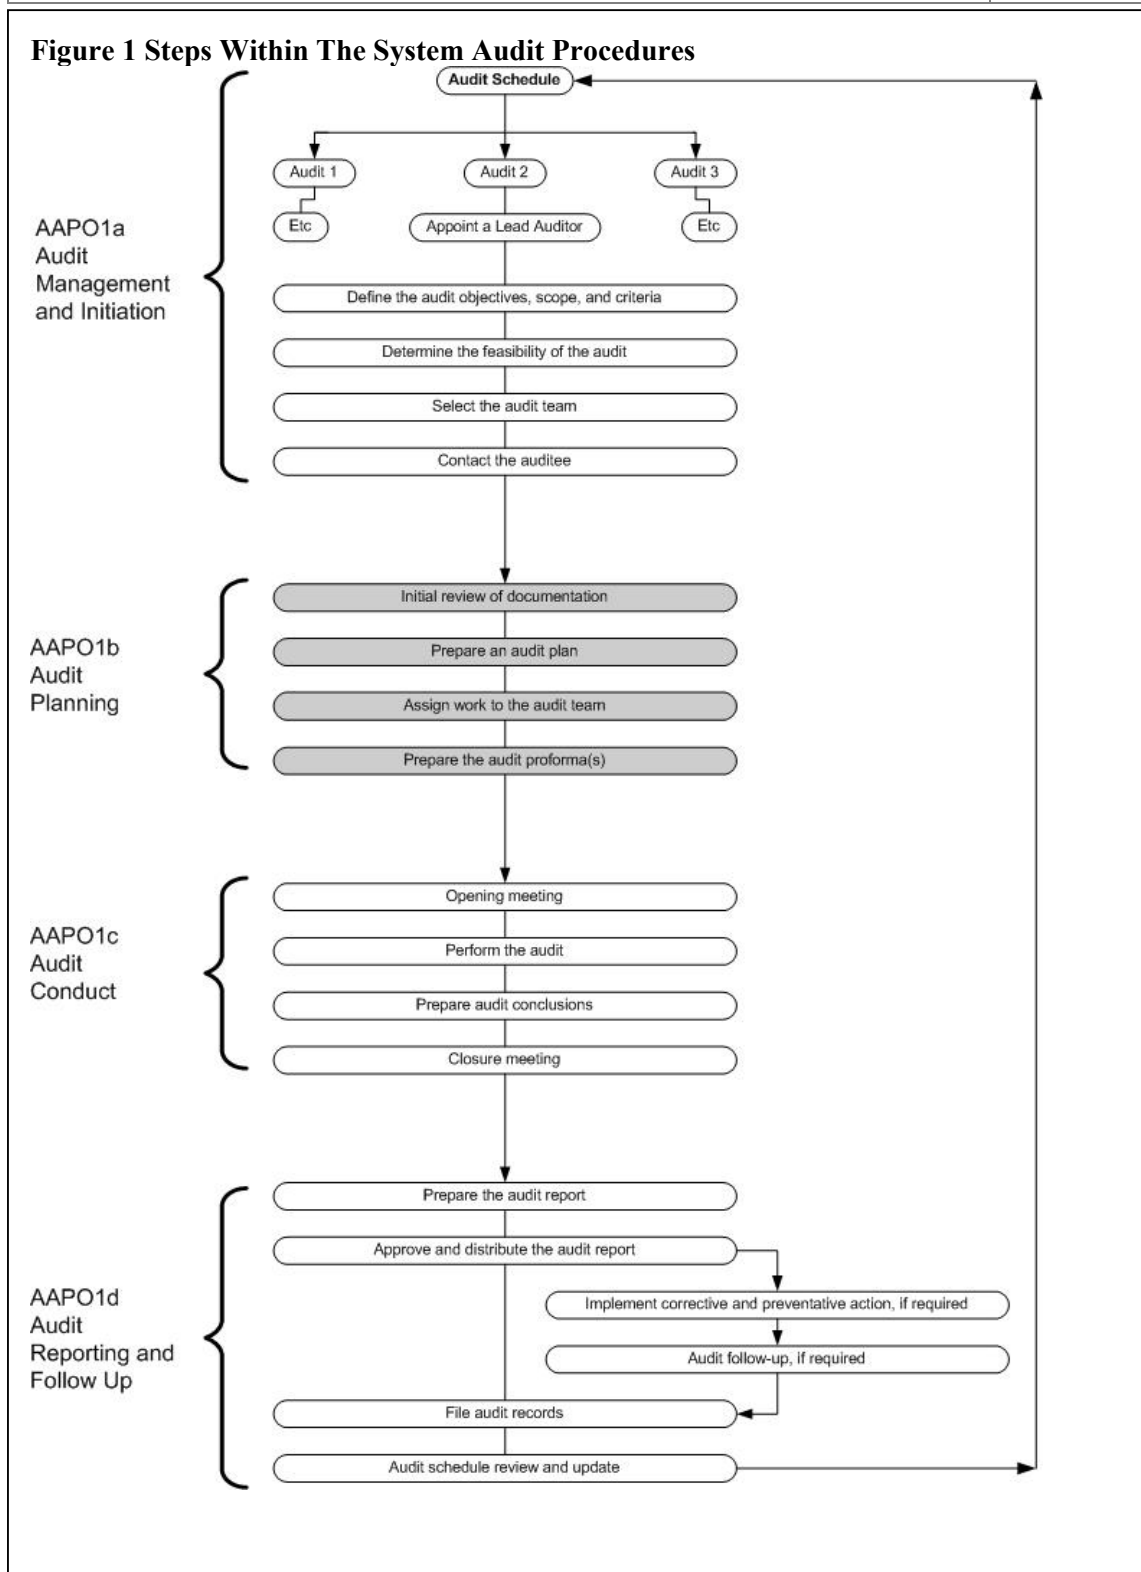 Figure 1 Steps Within The System Audit Procedures
Audit Schedule
Audit 1
Audit 2
Audit 3
Etc
Appoint a Lead Auditor
Etc
AAPO1a
Audit
Management
and Initiation
Define the audit objectives, scope, and criteria
Determine the feasibility of the audit
Select the audit team
Contact the auditee
AAPO1b
Audit
Planning
Initial review of documentation
Prepare an audit plan
Assign work to the audit team
Prepare the audit proforma(s)
AAPO1c
Audit
Conduct
Opening meeting
Perform the audit
Prepare audit conclusions
Closure meeting
AAPO1d
Audit
Reporting and
Follow Up
Prepare the audit report
Approve and distribute the audit report
Implement corrective and preventative action, if required
Audit follow-up, if required
File audit records
Audit schedule review and update